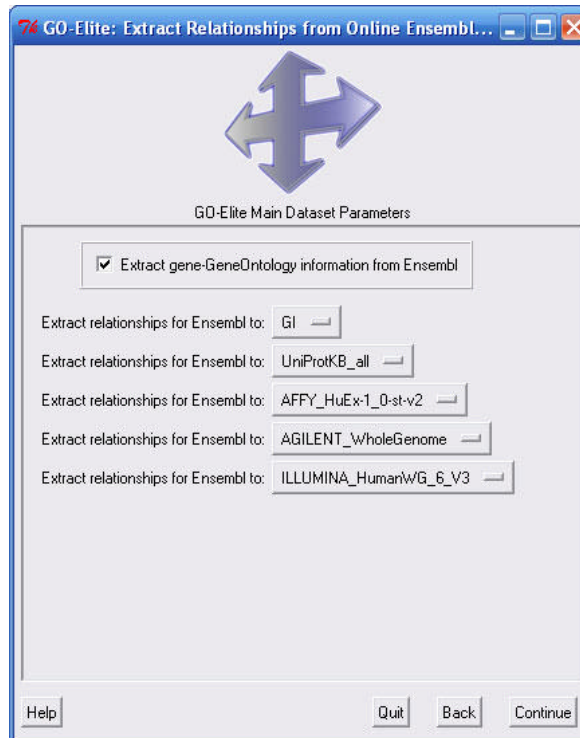 GO-Elite: Extract Relationships from Online Ensembl...
GO-Elite Main Dataset Parameters
Extract gene-GeneOntology information from Ensembl
Extract relationships for Ensembl to: GI
Extract relationships for Ensembl to: UniProtKB_all
Extract relationships for Ensembl to: AFFY_HuEx-1_0-st-v2
Extract relationships for Ensembl to: AGILENT_WholeGenome
Extract relationships for Ensembl to: ILLUMINA_HumanWG_6_V3
Help Quit Back Continue